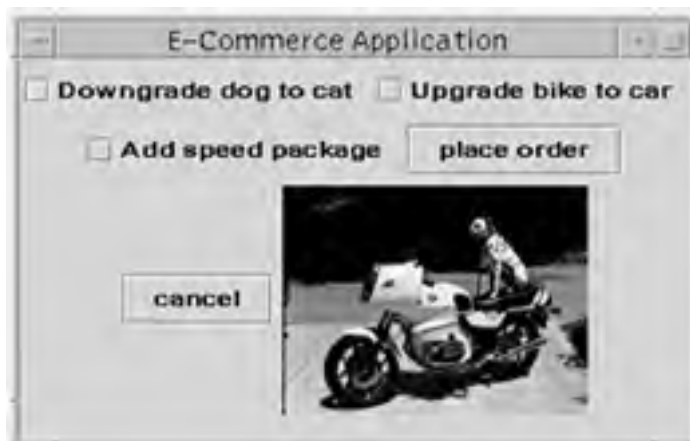 E-Commerce Application
Downgrade dog to cat Upgrade bike to car
Add speed package place order
cancel